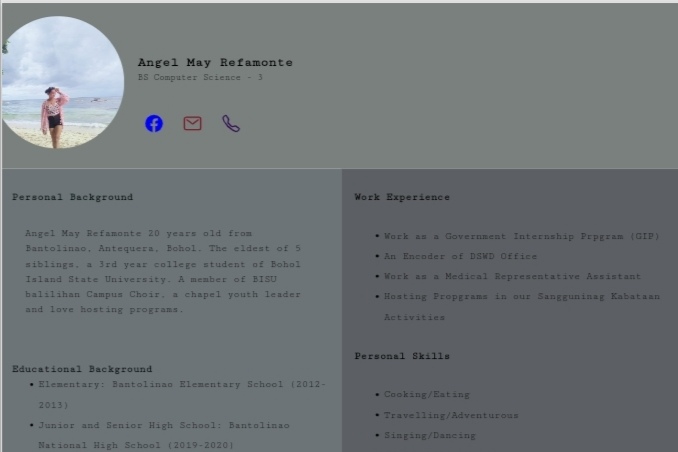 Angel May Refamonte
BS Computer Science - 3
Personal Background
Angel May Refamonte 20 years old from
Bantolinao, Antequera, Bohol. The eldest of 5
siblings, a 3rd year college student of Bohol
Island State University. A member of BISU
balilihan Campus Choir, a chapel youth leader
and love hosting programs.
Educational Background
• Elementary: Bantolinao Elementary School (2012-
2013)
• Junior and Senior High School: Bantolinao
National High School (2019-2020)
Work Experience
• Work as a Government Internship Prpgram (GIP)
• An Encoder of DSWD Office
• Work as a Medical Representative Assistant
• Hosting Propgrams in our Sangguninag Kabataan
Activities
Personal Skills
• Cooking/Eating
• Travelling/Adventurous
• Singing/Dancing